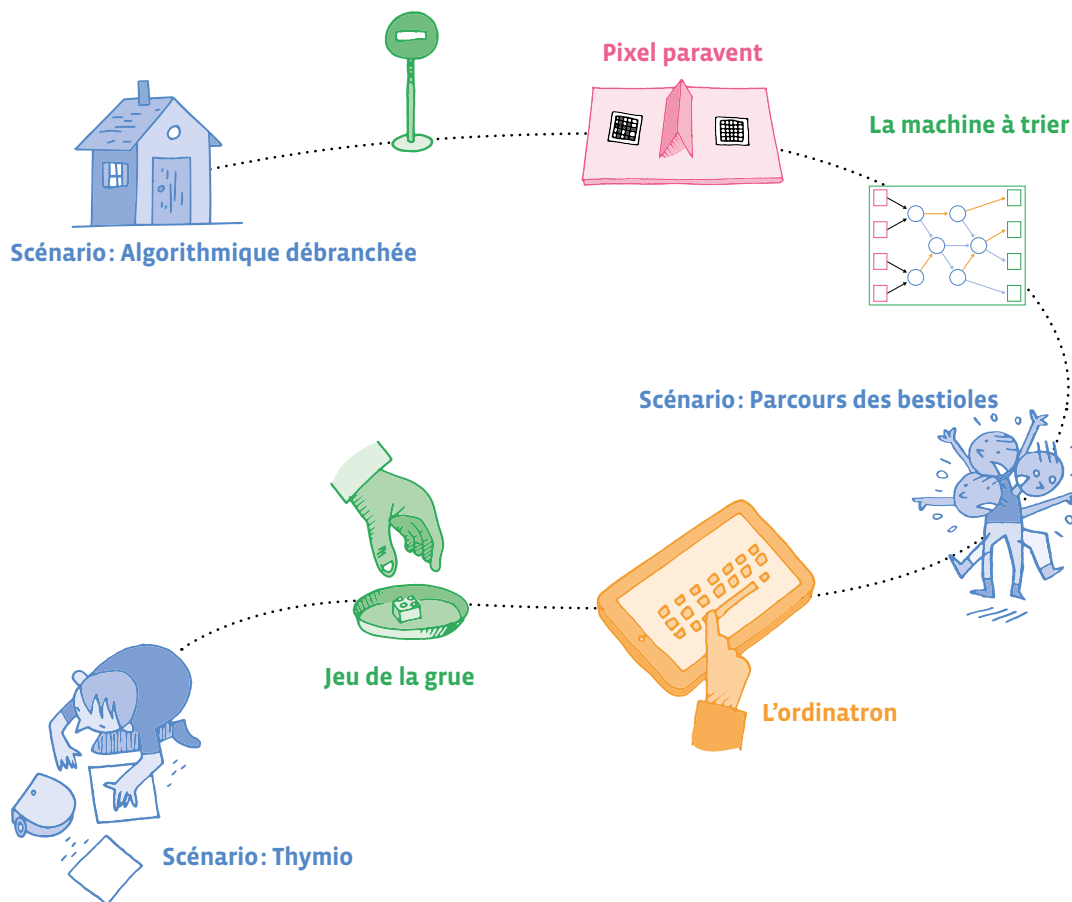 Pixel paravent
La machine à trier
Scénario: Algorithmique débranchée
Scénario: Parcours des bestioles
Jeu de la grue
L'ordinatron
Scénario: Thymio